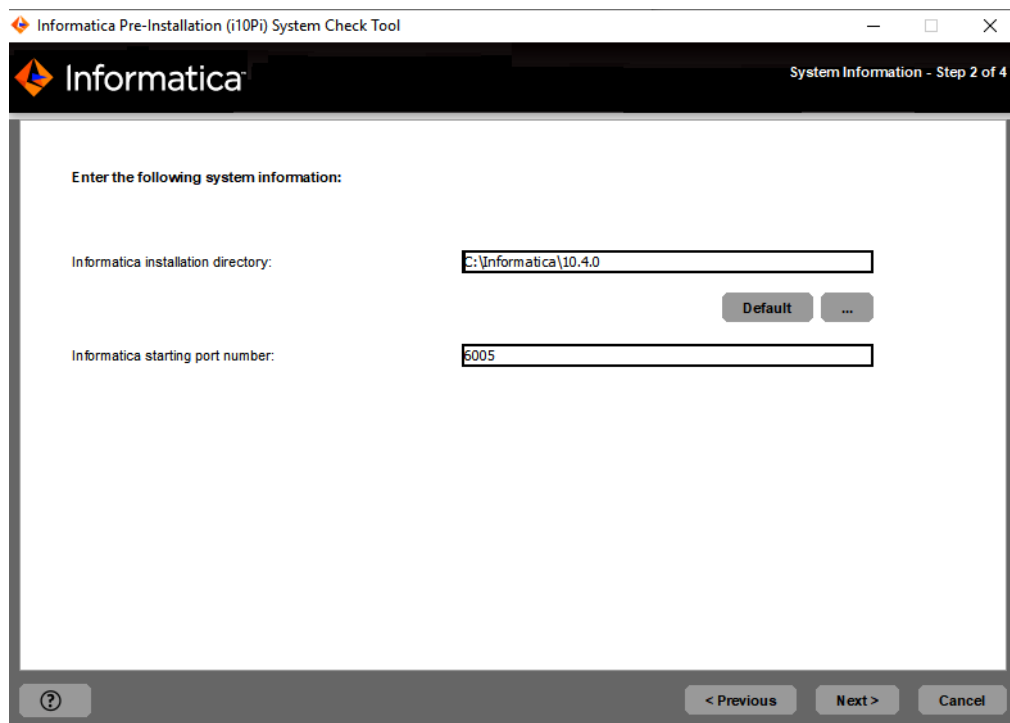 Informatica Pre-Installation (i10Pi) System Check Tool
Informatica
System Information - Step 2 of 4
Enter the following system information:
Informatica installation directory:
C:\Informatica\10.4.0
Default
...
Informatica starting port number:
6005
?
< Previous
Next >
Cancel